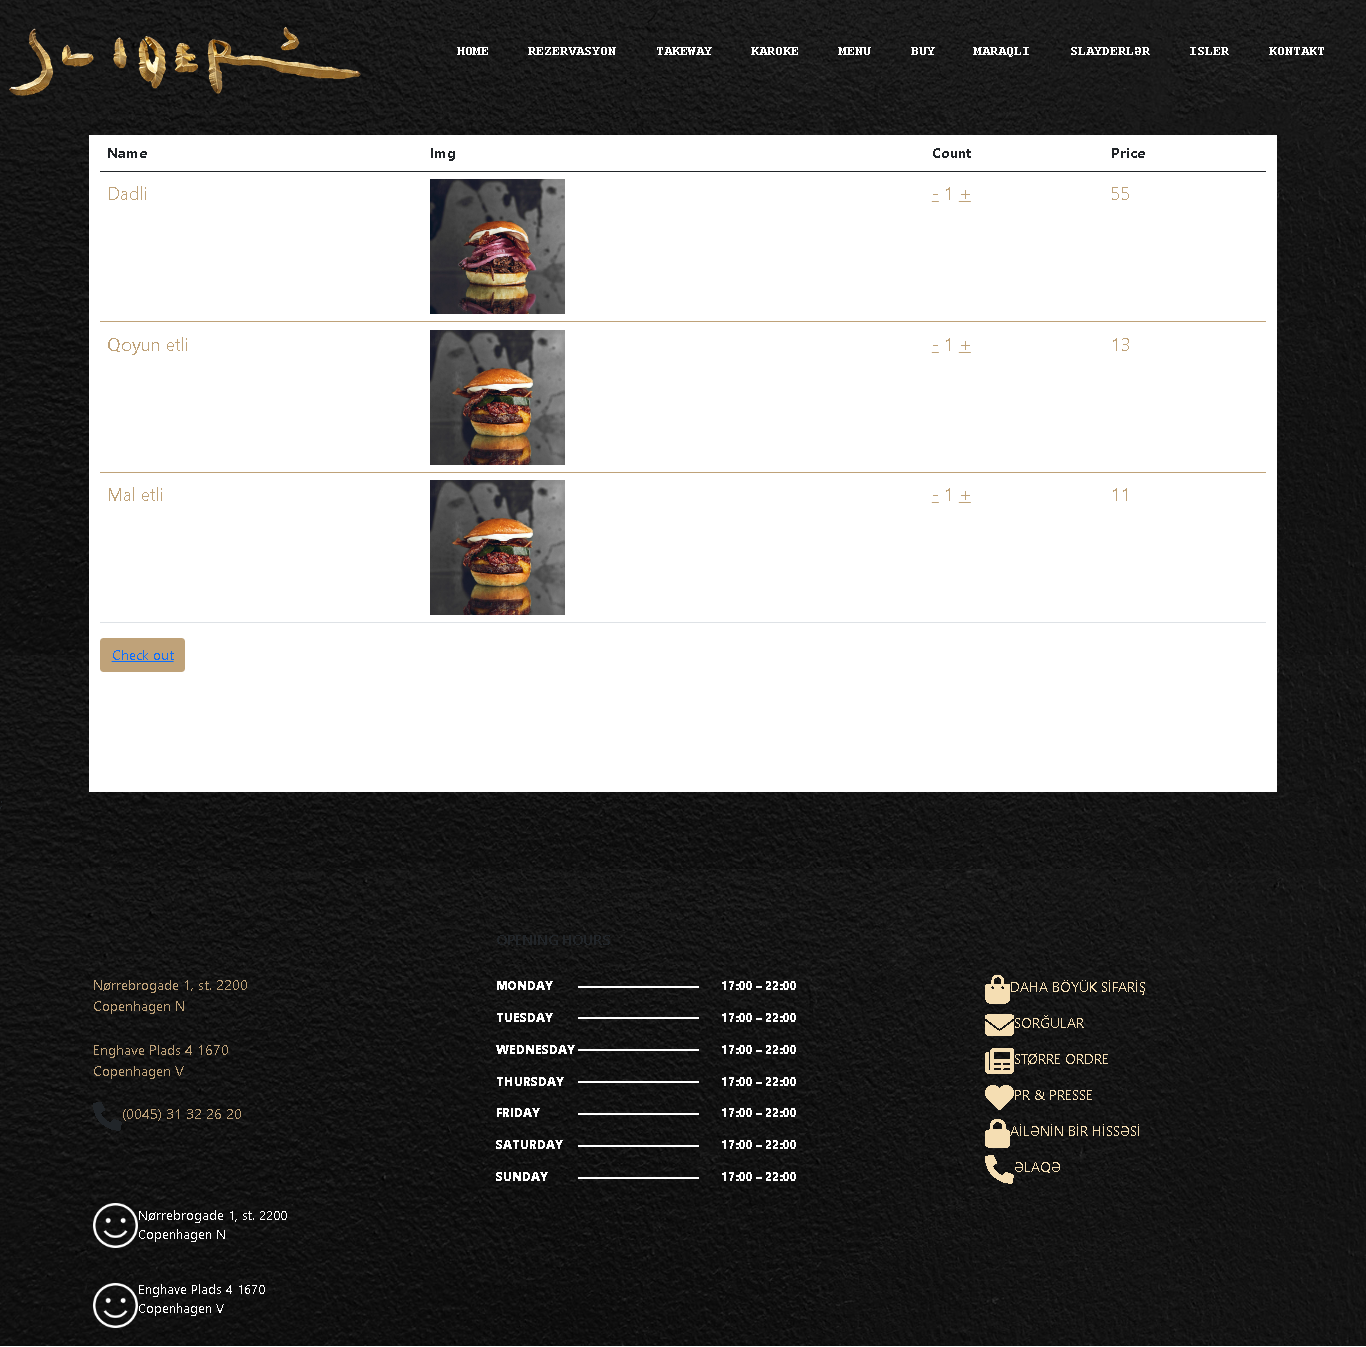 SLIDER²
HOME REZERVASYON TAKEWAY KAROKE MENU BUY MARAQLI SLAYDERLƏR ISLER KONTAKT
Name Img Count Price
Dadli - 1 + 55
Qoyun etli - 1 + 13
Mal etli - 1 + 11
Check out
OPENING HOURS
Nørrebrogade 1, st. 2200
Copenhagen N
Enghave Plads 4 1670
Copenhagen V
(0045) 31 32 26 20
MONDAY 17:00 – 22:00
TUESDAY 17:00 – 22:00
WEDNESDAY 17:00 – 22:00
THURSDAY 17:00 – 22:00
FRIDAY 17:00 – 22:00
SATURDAY 17:00 – 22:00
SUNDAY 17:00 – 22:00
DAHA BÖYÜK SİFARİŞ
SORĞULAR
STØRRE ORDRE
PR & PRESSE
AİLƏNİN BİR HİSSƏSİ
ƏLAQƏ
Nørrebrogade 1, st. 2200
Copenhagen N
Enghave Plads 4 1670
Copenhagen V